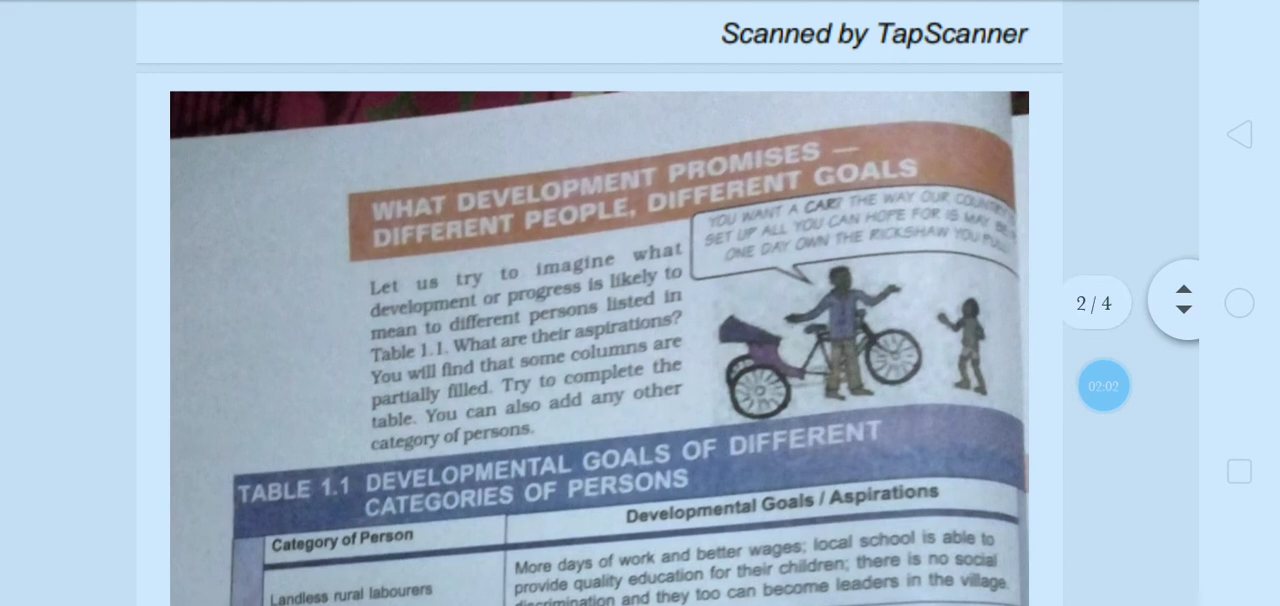 Scanned by TapScanner
WHAT DEVELOPMENT PROMISES —
DIFFERENT PEOPLE, DIFFERENT GOALS
YOU WANT A CAR? THE WAY OUR COUNTRY IS
SET UP ALL YOU CAN HOPE FOR IS MAY BE
ONE DAY OWN THE RICKSHAW YOU PULL!
Let us try to imagine what
development or progress is likely to
mean to different persons listed in
Table 1.1. What are their aspirations?
You will find that some columns are
partially filled. Try to complete the
table. You can also add any other
category of persons.
2 / 4
02:02
TABLE 1.1 DEVELOPMENTAL GOALS OF DIFFERENT
CATEGORIES OF PERSONS
Category of Person
Developmental Goals / Aspirations
Landless rural labourers
More days of work and better wages; local school is able to
provide quality education for their children; there is no social
discrimination and they too can become leaders in the village.